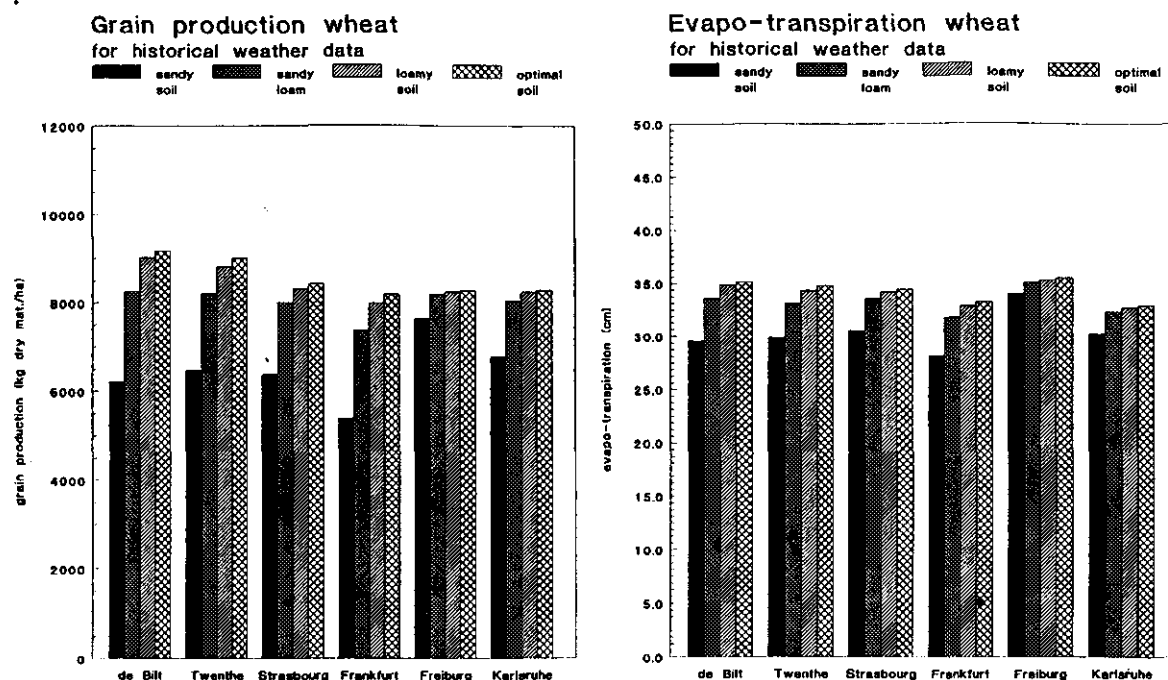 Grain production wheat
for historical weather data
sandy soil
sandy loam
loamy soil
optimal soil
12000
10000
8000
6000
4000
2000
0
grain production (kg dry mat./ha)
de Bilt Twenthe Strasbourg Frankfurt Freiburg Karlsruhe
Evapo-transpiration wheat
for historical weather data
sandy soil
sandy loam
loamy soil
optimal soil
50.0
45.0
40.0
35.0
30.0
25.0
20.0
15.0
10.0
5.0
0.0
evapo-transpiration (cm)
de Bilt Twenthe Strasbourg Frankfurt Freiburg Karlsruhe